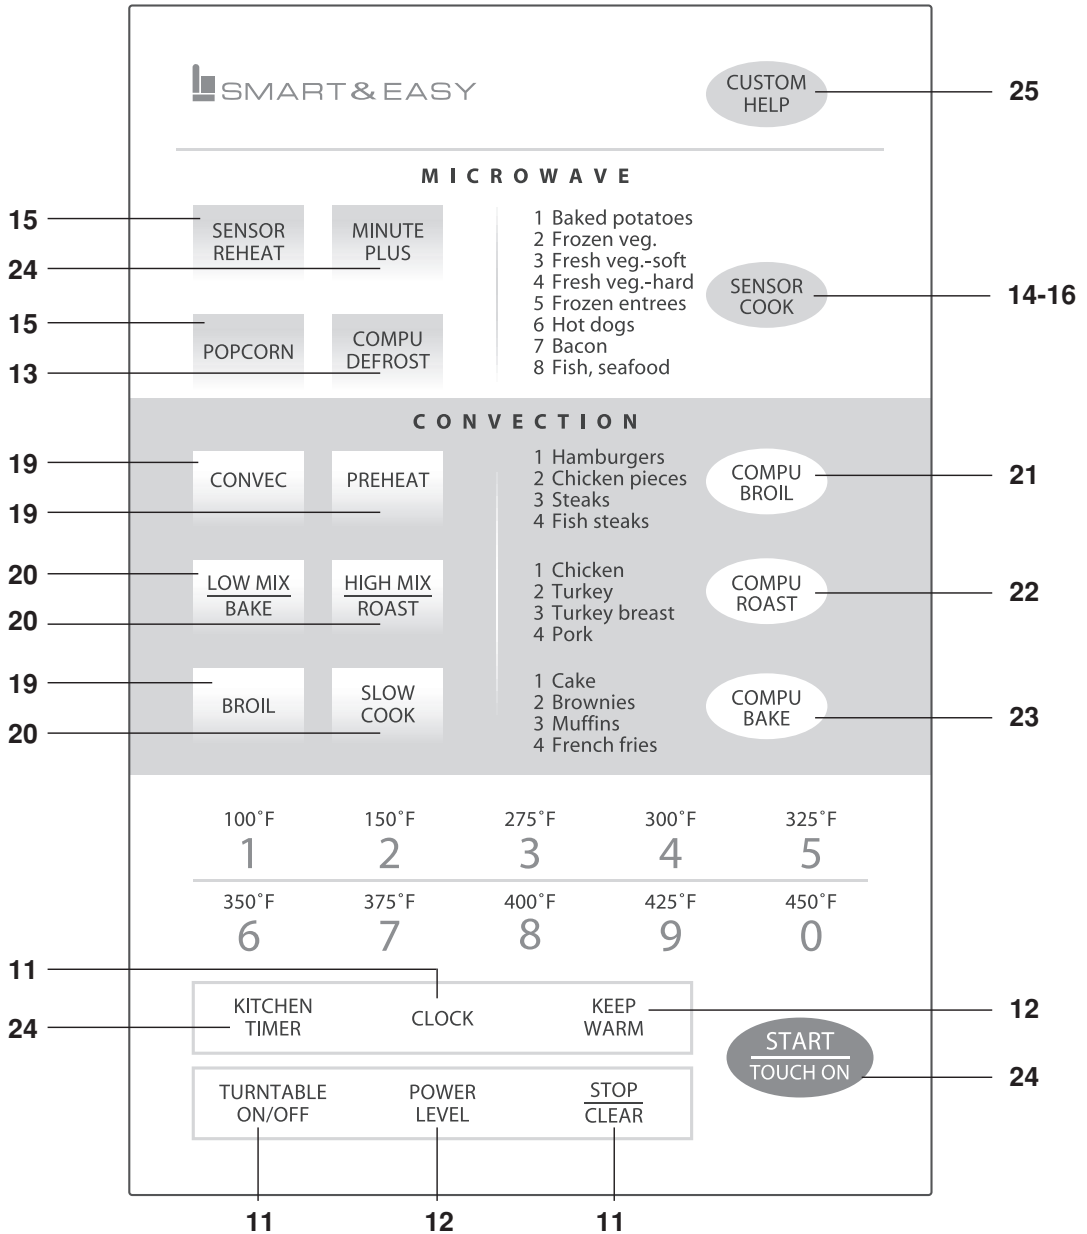 SMART & EASY
CUSTOM
HELP
25
MICROWAVE
15
SENSOR
REHEAT
MINUTE
PLUS
24
15
POPCORN
COMPU
DEFROST
13
1 Baked potatoes
2 Frozen veg.
3 Fresh veg.-soft
4 Fresh veg.-hard
5 Frozen entrees
6 Hot dogs
7 Bacon
8 Fish, seafood
SENSOR
COOK
14-16
CONVECTION
19
CONVEC
PREHEAT
19
1 Hamburgers
2 Chicken pieces
3 Steaks
4 Fish steaks
COMPU
BROIL
21
20
LOW MIX
BAKE
HIGH MIX
ROAST
20
1 Chicken
2 Turkey
3 Turkey breast
4 Pork
COMPU
ROAST
22
19
BROIL
SLOW
COOK
20
1 Cake
2 Brownies
3 Muffins
4 French fries
COMPU
BAKE
23
100˚F 150˚F 275˚F 300˚F 325˚F
1 2 3 4 5
350˚F 375˚F 400˚F 425˚F 450˚F
6 7 8 9 0
11
KITCHEN
TIMER
24
CLOCK
KEEP
WARM
12
START
TOUCH ON
24
TURNTABLE
ON/OFF
POWER
LEVEL
STOP
CLEAR
11 12 11